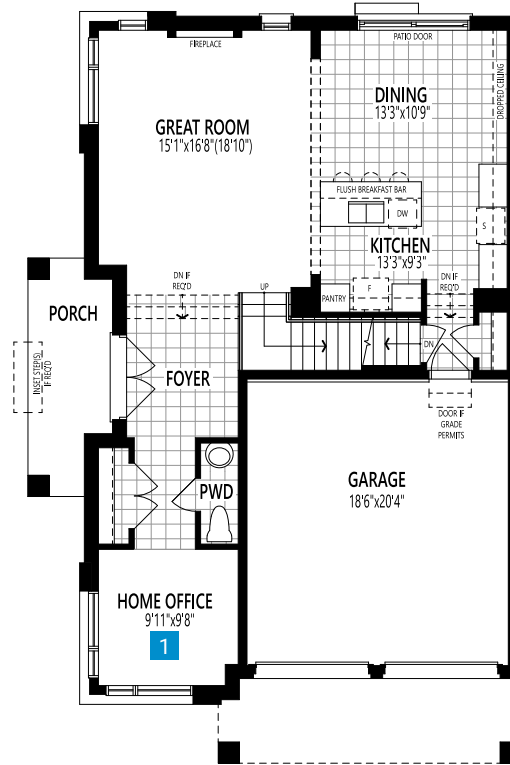 PATIO DOOR
FIREPLACE
DROPPED CEILING
DINING
13'3"x10'9"
GREAT ROOM
15'1"x16'8"(18'10")
FLUSH BREAKFAST BAR
DW
S
KITCHEN
13'3"x9'3"
DN IF
REQ'D
DN IF
REQ'D
UP
PANTRY
F
PORCH
INSET STEP(S)
IF REQ'D
FOYER
DN
DOOR IF
GRADE
PERMITS
GARAGE
18'6"x20'4"
PWD
HOME OFFICE
9'11"x9'8"
1